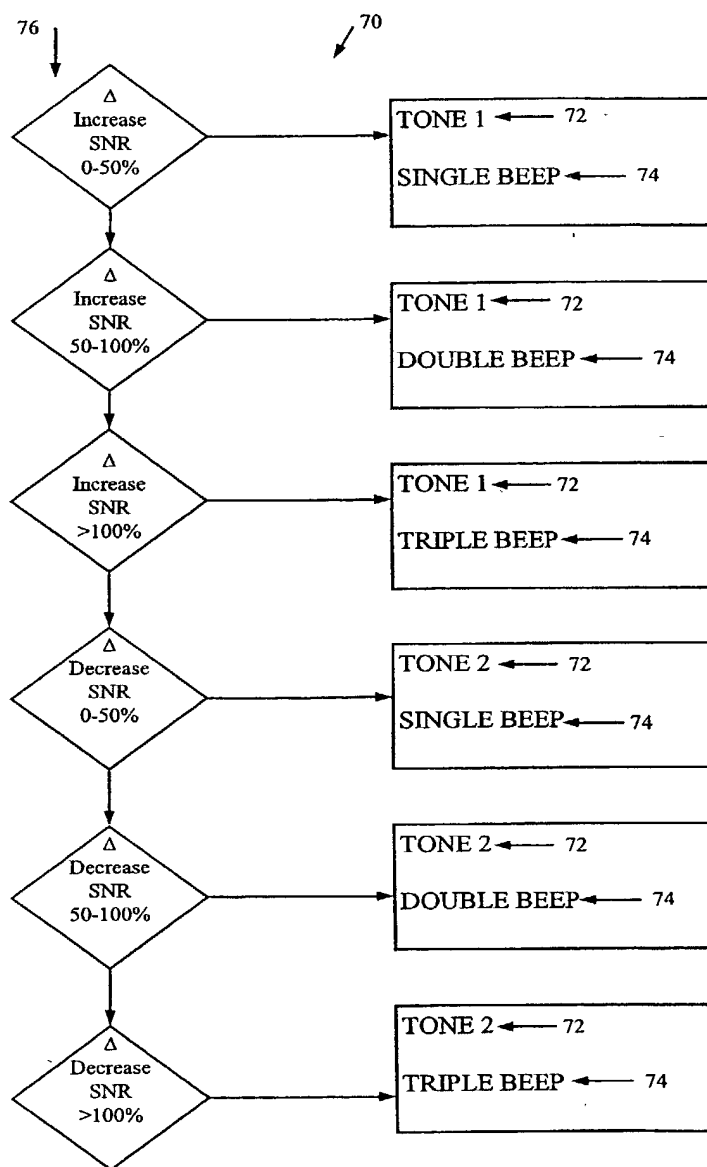 76
70
Δ
Increase
SNR
0-50%
TONE 1
72
SINGLE BEEP
74
Δ
Increase
SNR
50-100%
TONE 1
72
DOUBLE BEEP
74
Δ
Increase
SNR
>100%
TONE 1
72
TRIPLE BEEP
74
Δ
Decrease
SNR
0-50%
TONE 2
72
SINGLE BEEP
74
Δ
Decrease
SNR
50-100%
TONE 2
72
DOUBLE BEEP
74
Δ
Decrease
SNR
>100%
TONE 2
72
TRIPLE BEEP
74